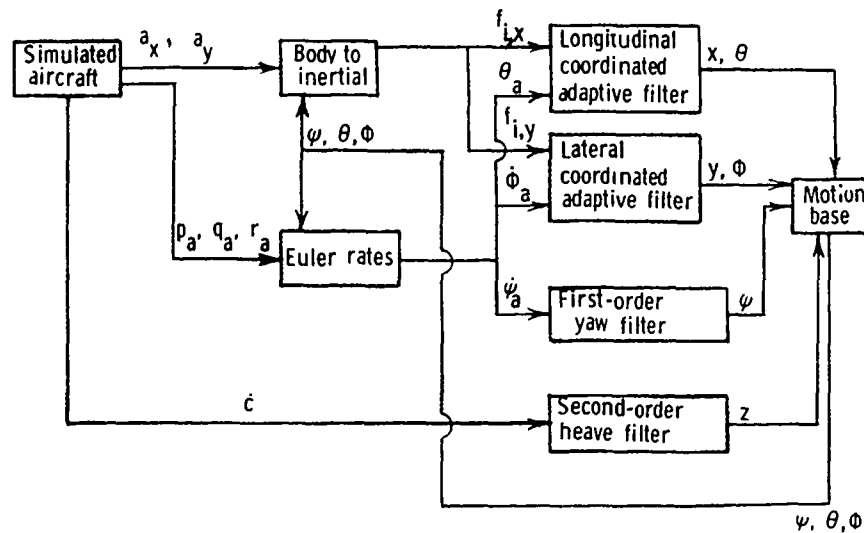 Simulated
aircraft
a_x, a_y
Body to
inertial
f_i,x
θ_a
Longitudinal
coordinated
adaptive filter
x, θ
ψ, θ, Φ
f_i,y
Φ̇_a
Lateral
coordinated
adaptive filter
y, Φ
Motion
base
p_a, q_a, r_a
Euler rates
ψ̇_a
First-order
yaw filter
ψ
ċ
Second-order
heave filter
z
ψ, θ, Φ